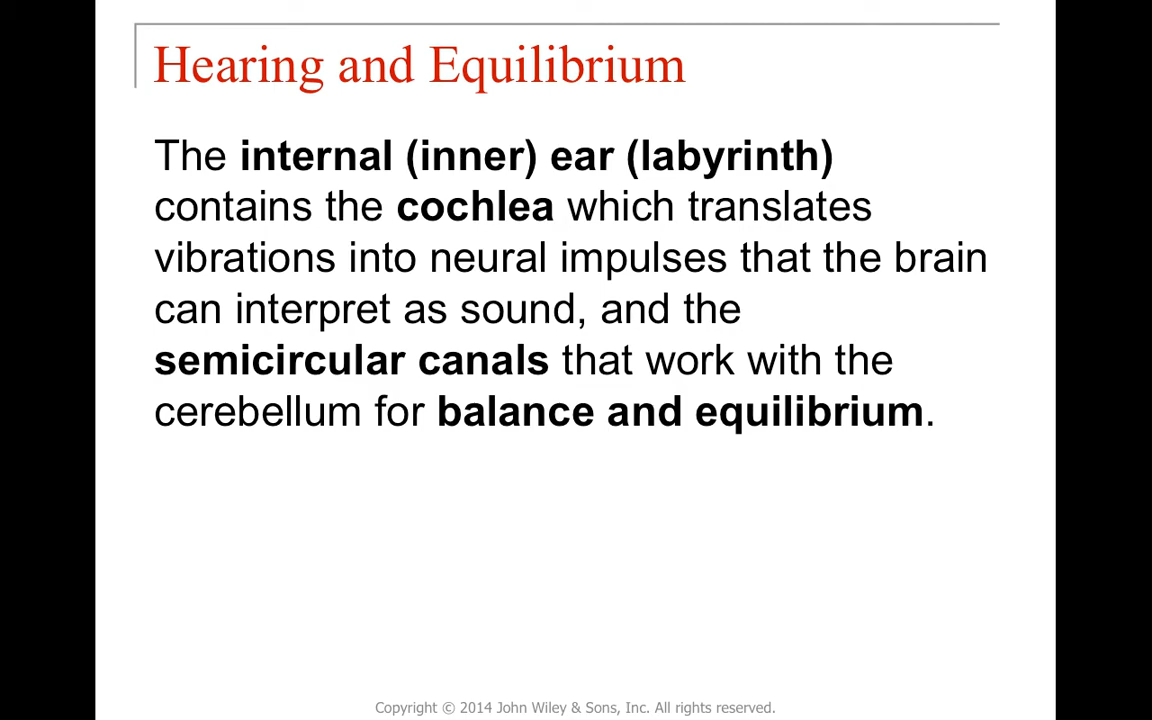 Hearing and Equilibrium
The internal (inner) ear (labyrinth)
contains the cochlea which translates
vibrations into neural impulses that the brain
can interpret as sound, and the
semicircular canals that work with the
cerebellum for balance and equilibrium.
Copyright © 2014 John Wiley & Sons, Inc. All rights reserved.